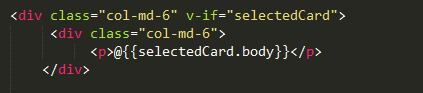 <div class="col-md-6" v-if="selectedCard">
<div class="col-md-6">
<p>@{{selectedCard.body}}</p>
</div>